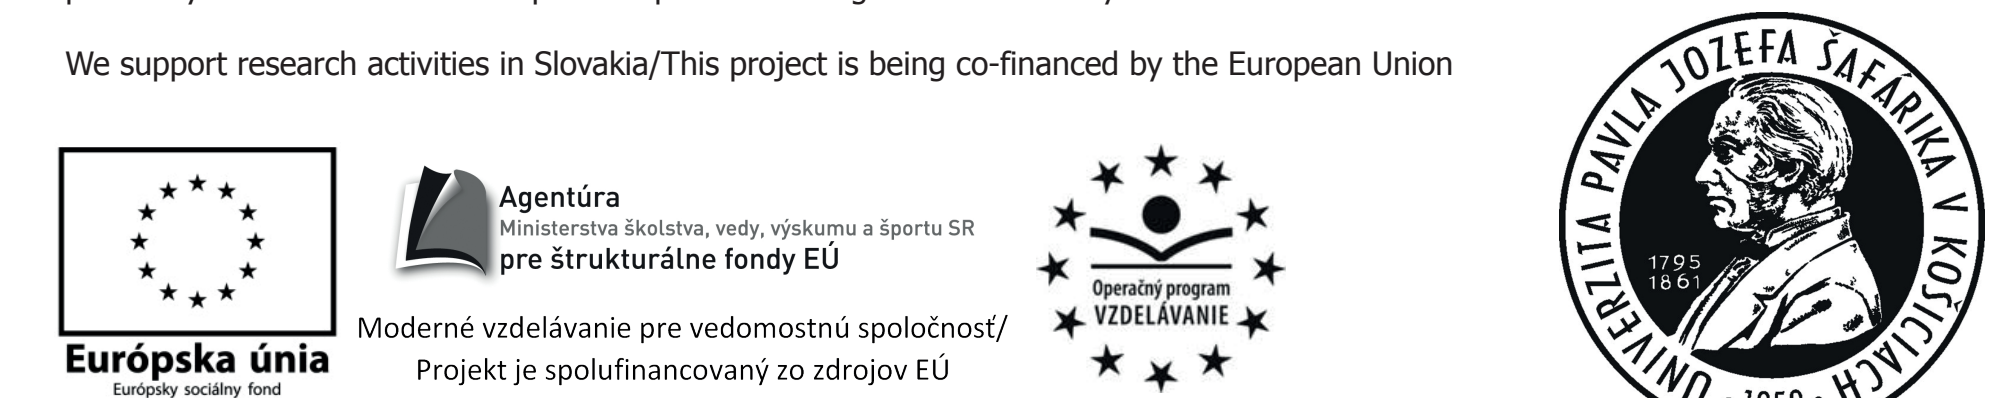 We support research activities in Slovakia/This project is being co-financed by the European Union
Európska únia
Európsky sociálny fond
Agentúra
Ministerstva školstva, vedy, výskumu a športu SR
pre štrukturálne fondy EÚ
Moderné vzdelávanie pre vedomostnú spoločnosť/
Projekt je spolufinancovaný zo zdrojov EÚ
Operačný program
VZDELÁVANIE
UNIVERZITA PAVLA JOZEFA ŠAFÁRIKA V KOŠICIACH
1795
1861